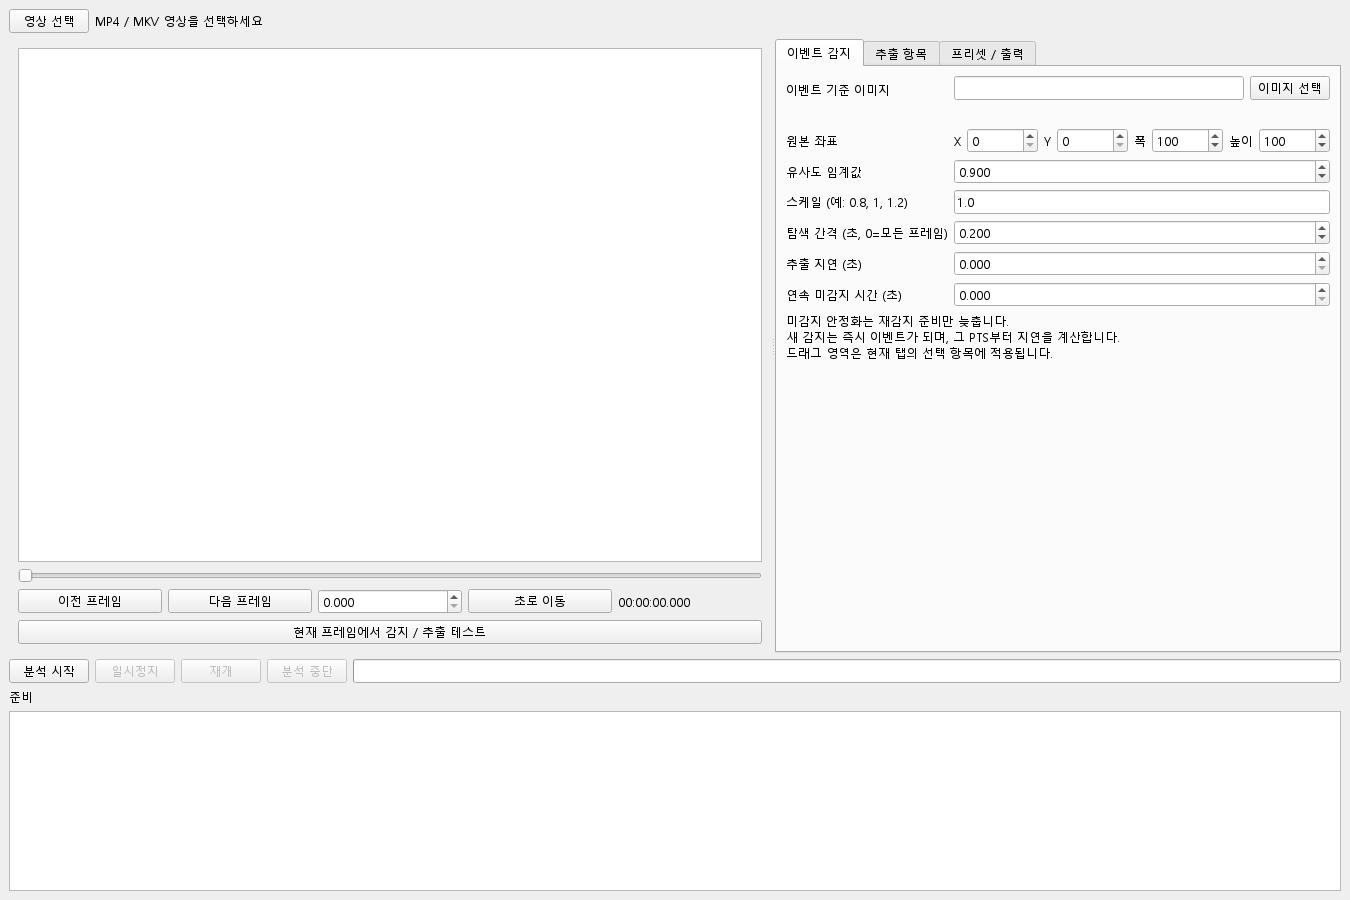 영상 선택 MP4 / MKV 영상을 선택하세요
이벤트 감지 추출 항목 프리셋 / 출력
이벤트 기준 이미지 이미지 선택
원본 좌표 X 0 Y 0 폭 100 높이 100
유사도 임계값 0.900
스케일 (예: 0.8, 1, 1.2) 1.0
탐색 간격 (초, 0=모든 프레임) 0.200
추출 지연 (초) 0.000
연속 미감지 시간 (초) 0.000
미감지 안정화는 재감지 준비만 늦춥니다.
새 감지는 즉시 이벤트가 되며, 그 PTS부터 지연을 계산합니다.
드래그 영역은 현재 탭의 선택 항목에 적용됩니다.
이전 프레임 다음 프레임 0.000 초로 이동 00:00:00.000
현재 프레임에서 감지 / 추출 테스트
분석 시작 일시정지 재개 분석 중단
준비